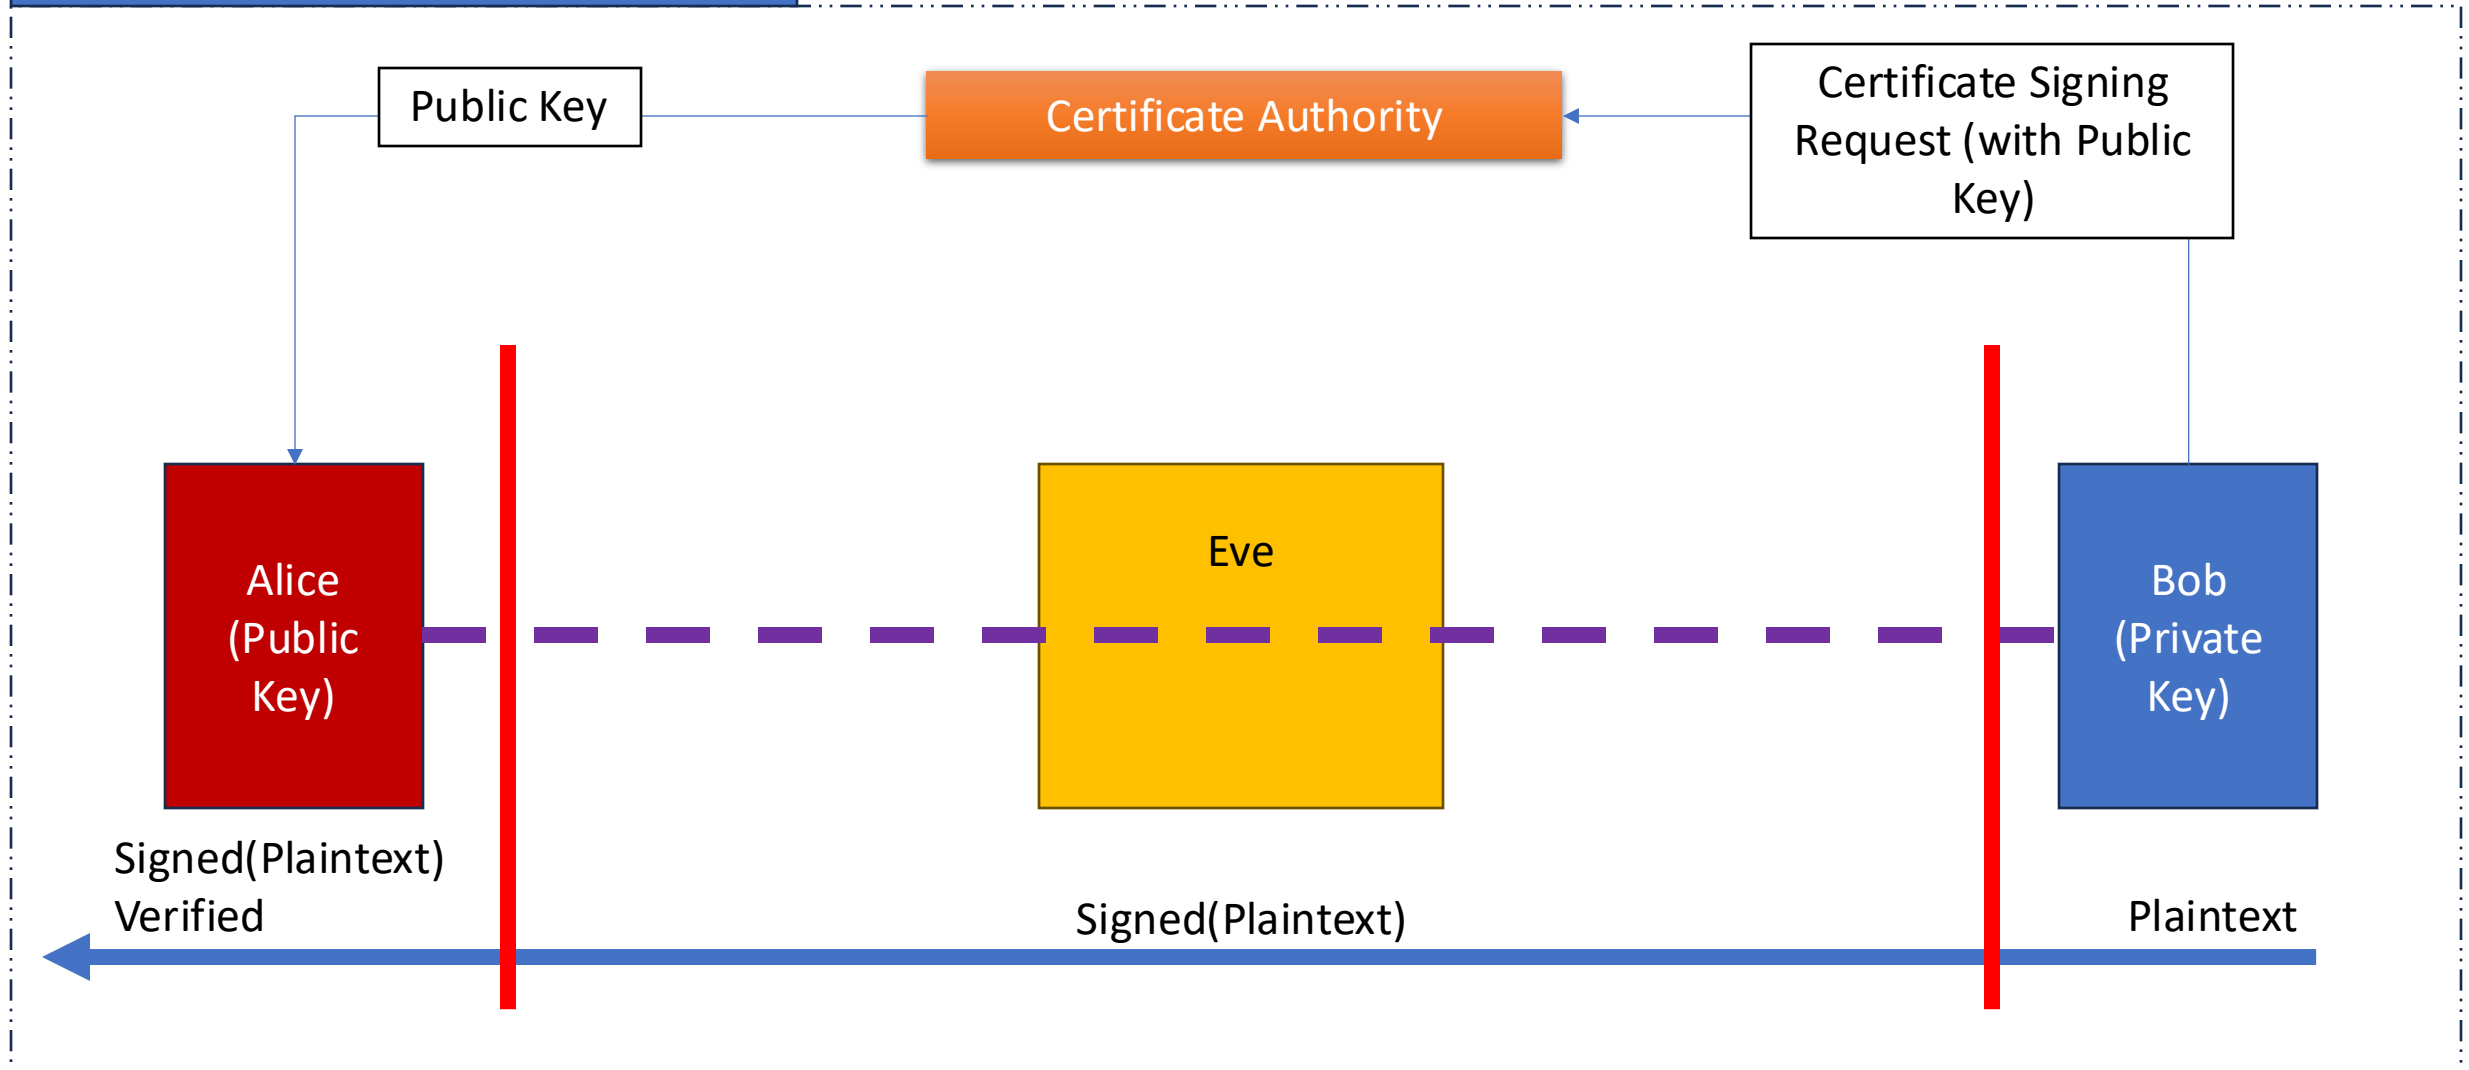 Public Key
Certificate Authority
Certificate Signing
Request (with Public
Key)
Alice
(Public
Key)
Eve
Bob
(Private
Key)
Signed(Plaintext)
Verified
Signed(Plaintext)
Plaintext